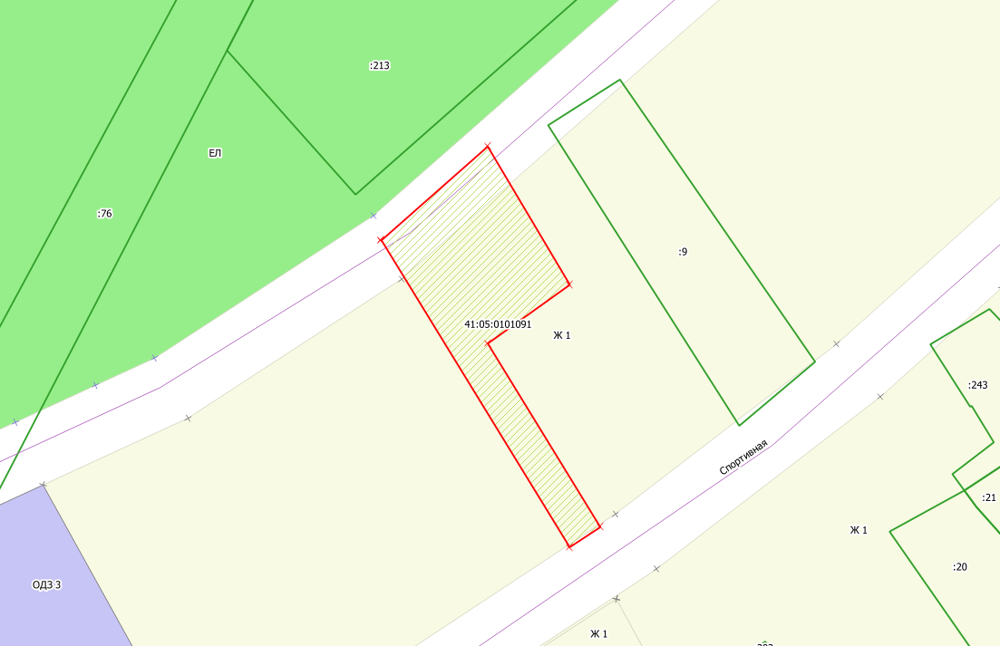 :213
ЕЛ
:76
:9
41:05:0101091
Ж 1
:243
Спортивная
:21
Ж 1
:20
ОДЗ 3
Ж 1